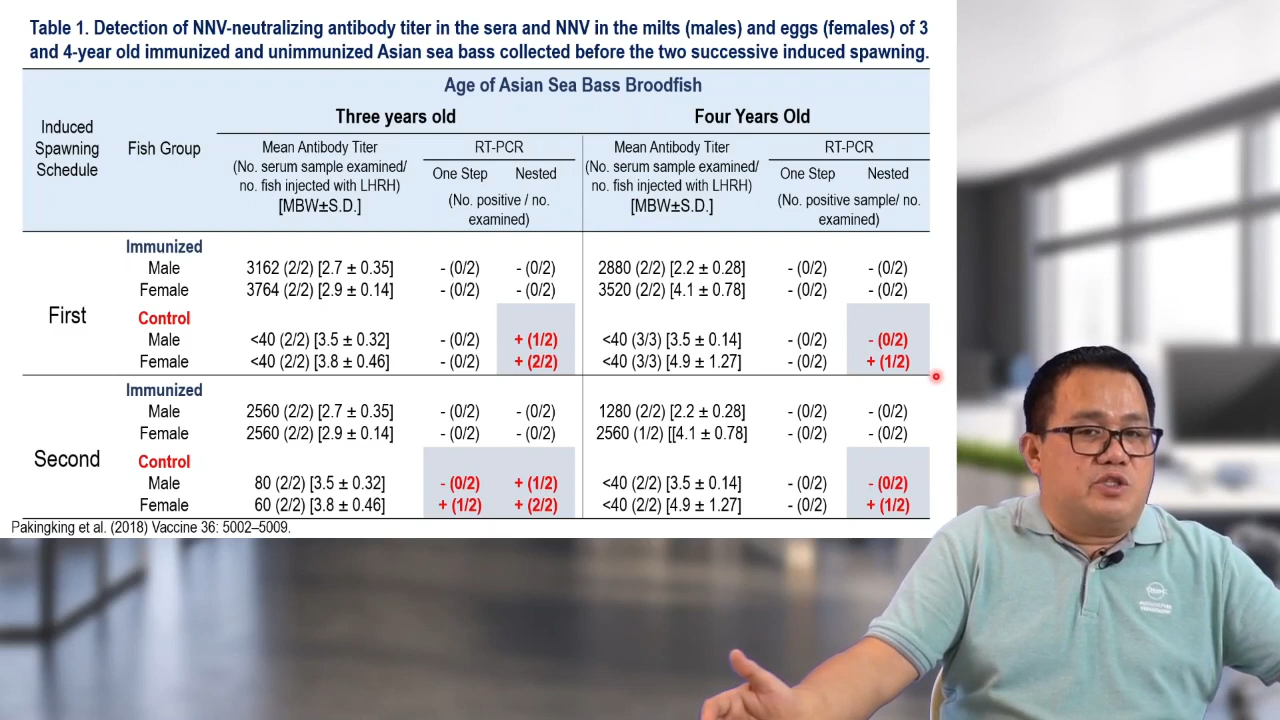 Table 1. Detection of NNV-neutralizing antibody titer in the sera and NNV in the milts (males) and eggs (females) of 3
and 4-year old immunized and unimmunized Asian sea bass collected before the two successive induced spawning.
Age of Asian Sea Bass Broodfish
Induced Spawning Schedule
Fish Group
Three years old
Four Years Old
Mean Antibody Titer
(No. serum sample examined/
no. fish injected with LHRH)
[MBW±S.D.]
RT-PCR
One Step Nested
(No. positive / no.
examined)
Mean Antibody Titer
(No. serum sample examined/
no. fish injected with LHRH)
[MBW±S.D.]
RT-PCR
One Step Nested
(No. positive sample/ no.
examined)
First
Immunized
Male 3162 (2/2) [2.7 ± 0.35] - (0/2) - (0/2) 2880 (2/2) [2.2 ± 0.28] - (0/2) - (0/2)
Female 3764 (2/2) [2.9 ± 0.14] - (0/2) - (0/2) 3520 (2/2) [4.1 ± 0.78] - (0/2) - (0/2)
Control
Male <40 (2/2) [3.5 ± 0.32] - (0/2) + (1/2) <40 (3/3) [3.5 ± 0.14] - (0/2) - (0/2)
Female <40 (2/2) [3.8 ± 0.46] - (0/2) + (2/2) <40 (3/3) [4.9 ± 1.27] - (0/2) + (1/2)
Second
Immunized
Male 2560 (2/2) [2.7 ± 0.35] - (0/2) - (0/2) 1280 (2/2) [2.2 ± 0.28] - (0/2) - (0/2)
Female 2560 (2/2) [2.9 ± 0.14] - (0/2) - (0/2) 2560 (1/2) [[4.1 ± 0.78] - (0/2) - (0/2)
Control
Male 80 (2/2) [3.5 ± 0.32] - (0/2) + (1/2) <40 (2/2) [3.5 ± 0.14] - (0/2) - (0/2)
Female 60 (2/2) [3.8 ± 0.46] + (1/2) + (2/2) <40 (2/2) [4.9 ± 1.27] - (0/2) + (1/2)
Pakingking et al. (2018) Vaccine 36: 5002–5009.